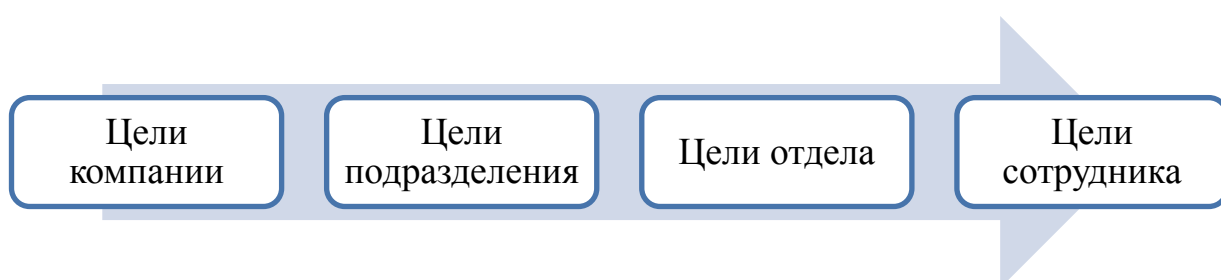 Цели
компании
Цели
подразделения
Цели отдела
Цели
сотрудника